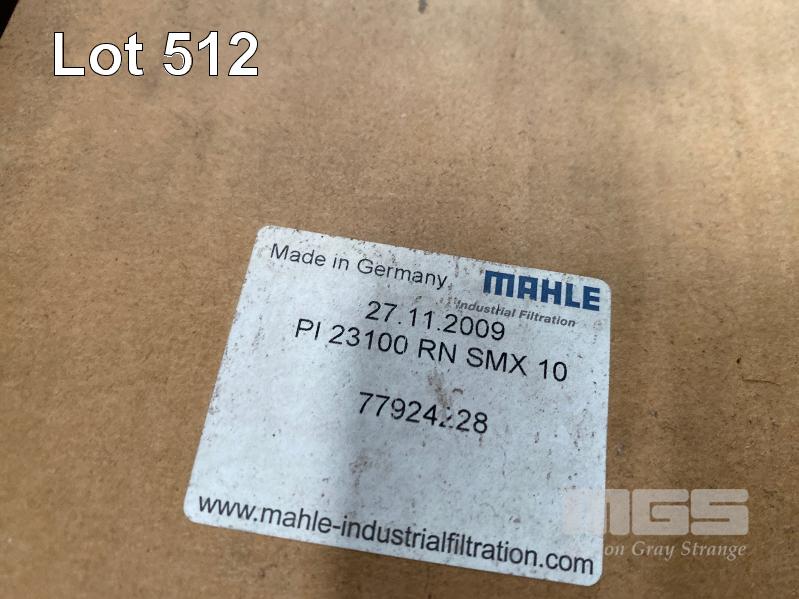 Lot 512
Made in Germany
MAHLE
Industrial Filtration
27.11.2009
PI 23100 RN SMX 10
www.mahle-industrialfiltration.com
MGS
on Gray Strange